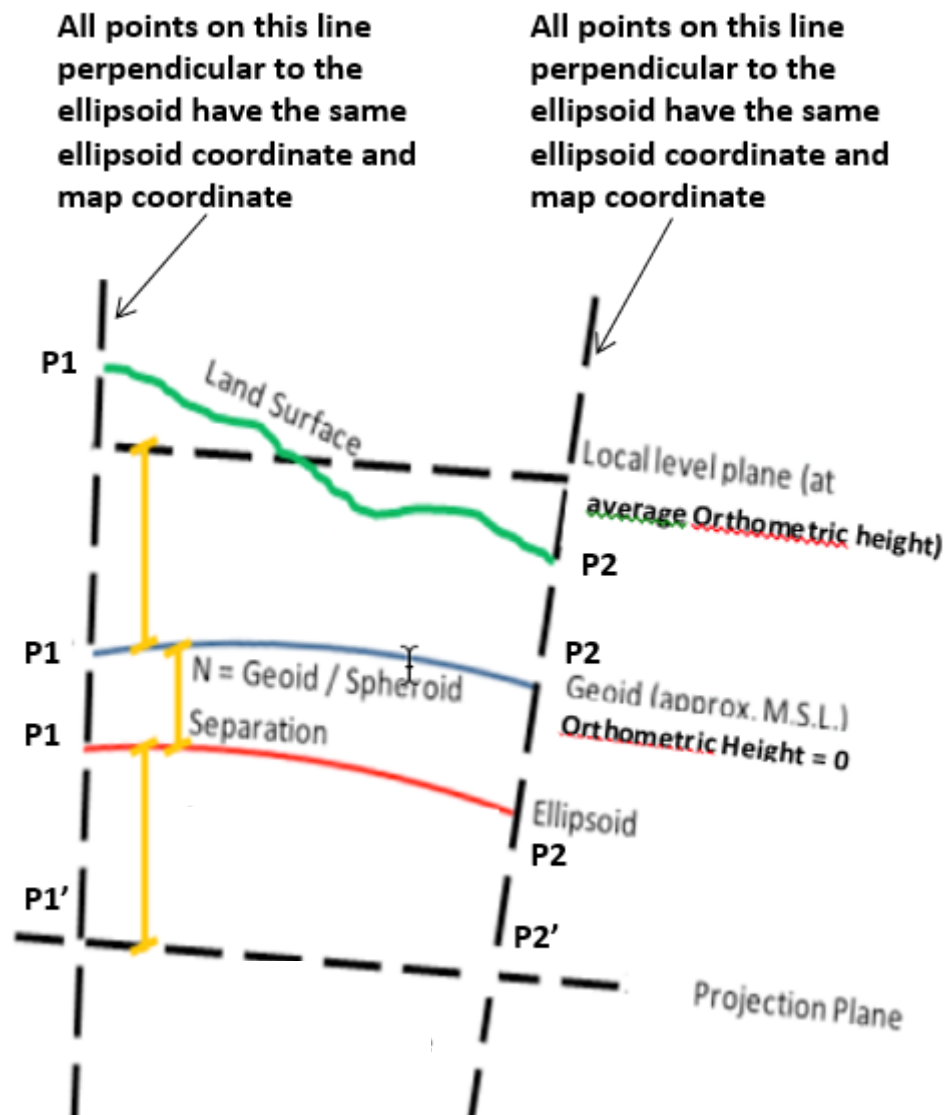 All points on this line
perpendicular to the
ellipsoid have the same
ellipsoid coordinate and
map coordinate
All points on this line
perpendicular to the
ellipsoid have the same
ellipsoid coordinate and
map coordinate
P1
Land Surface
Local level plane (at
average Orthometric height)
P2
P1
P2
N = Geoid / Spheroid
Separation
Geoid (approx. M.S.L.)
Orthometric Height = 0
P1
Ellipsoid
P2
P1’
P2’
Projection Plane